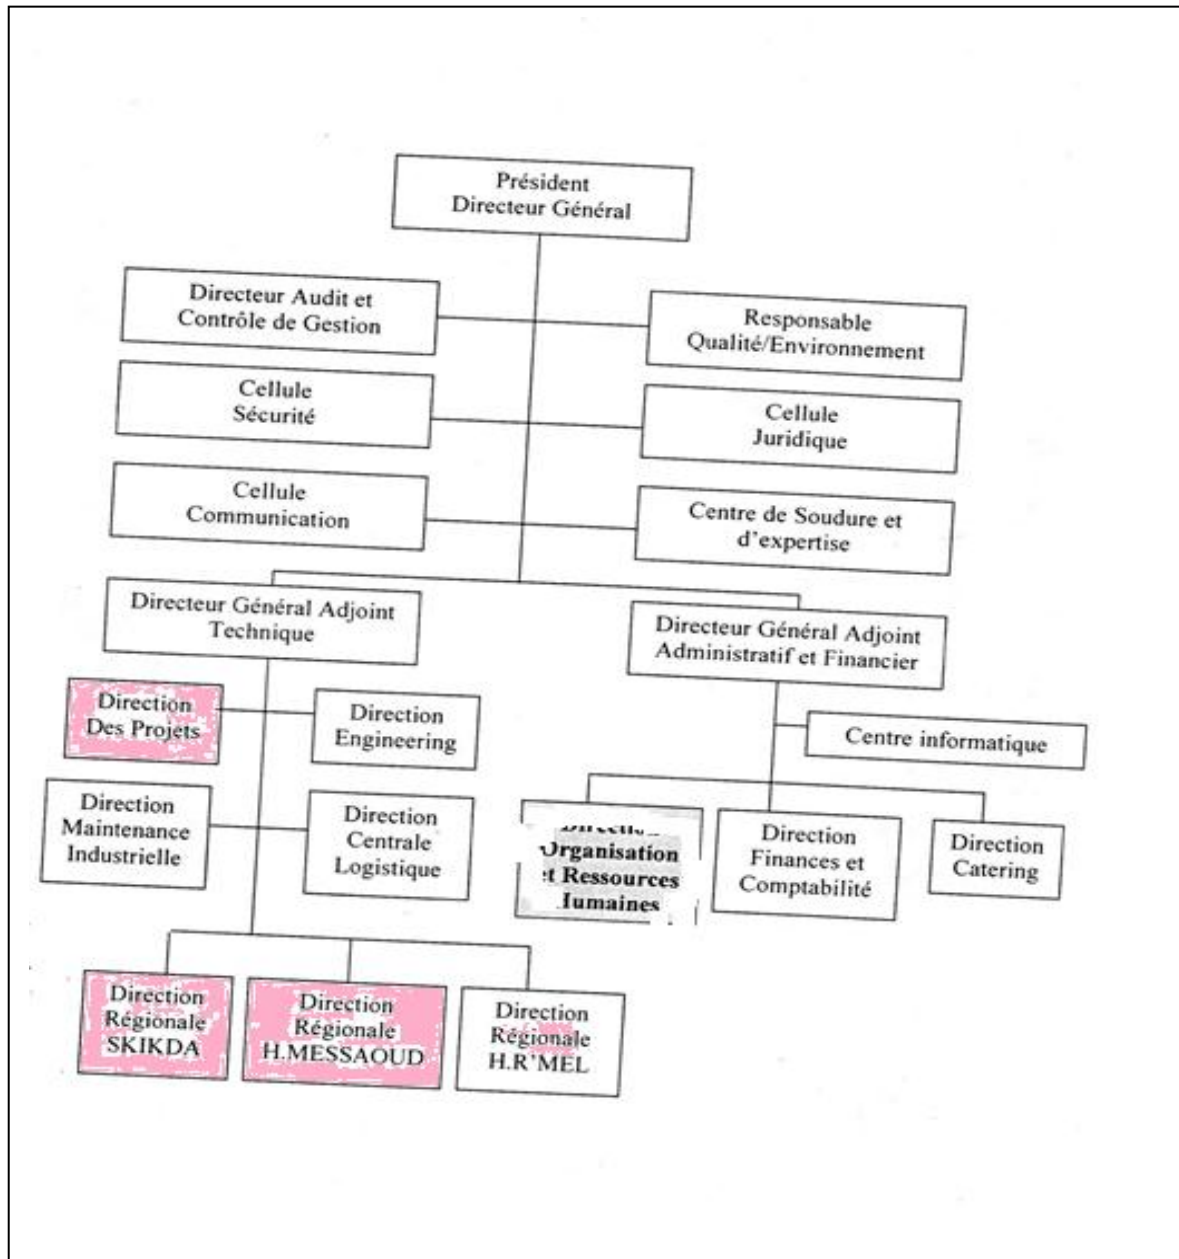 Président
Directeur Général
Directeur Audit et
Contrôle de Gestion
Responsable
Qualité/Environnement
Cellule
Sécurité
Cellule
Juridique
Cellule
Communication
Centre de Soudure et
d'expertise
Directeur Général Adjoint
Technique
Directeur Général Adjoint
Administratif et Financier
Direction
Des Projets
Direction
Engineering
Centre informatique
Direction
Maintenance
Industrielle
Direction
Centrale
Logistique
Organisation
et Ressources
Humaines
Direction
Finances et
Comptabilité
Direction
Catering
Direction
Régionale
SKIKDA
Direction
Régionale
H.MESSAOUD
Direction
Régionale
H.R'MEL